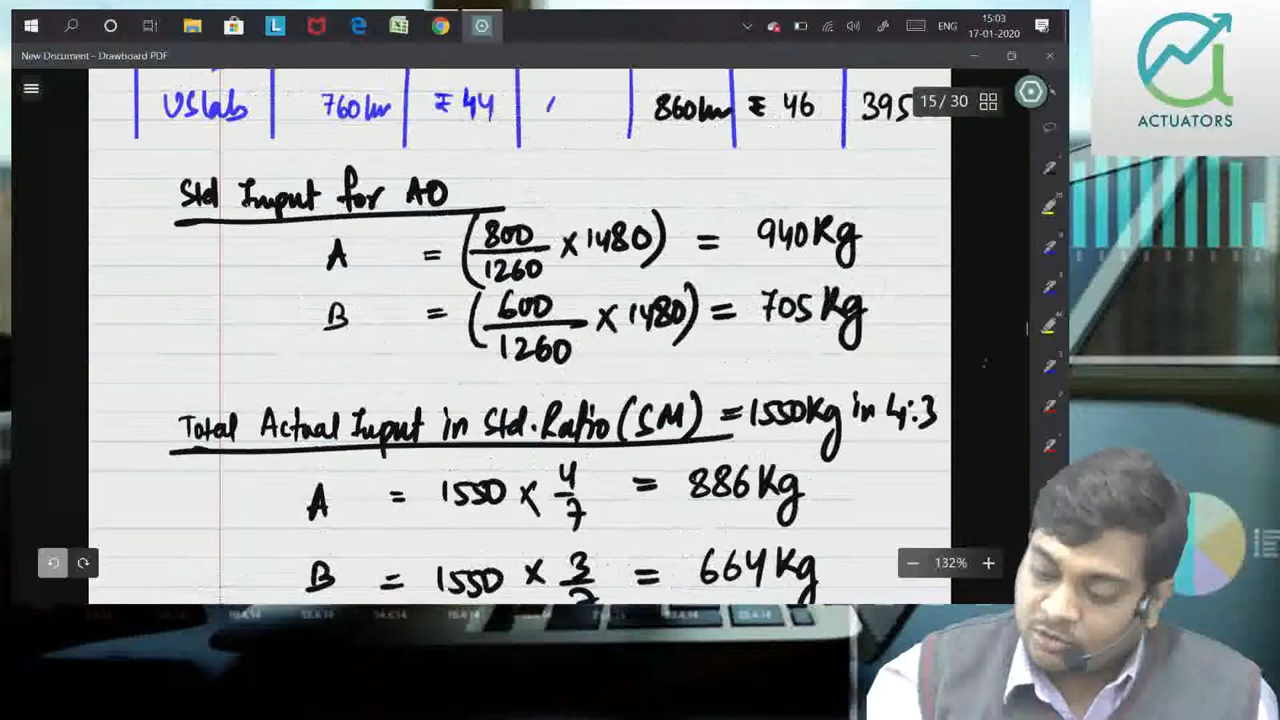 15:03
ENG
17-01-2020
New Document - Drawboard PDF
USlab 760hr ₹ 44 860hr ₹ 46 395
15 / 30
ACTUATORS
Std Input for AO
A = (800/1260 × 1480) = 940Kg
B = (600/1260 × 1480) = 705Kg
Total Actual Input in Std. Ratio (SM) = 1550Kg in 4:3
A = 1550 × 4/7 = 886Kg
B = 1550 × 3/7 = 664Kg
132%